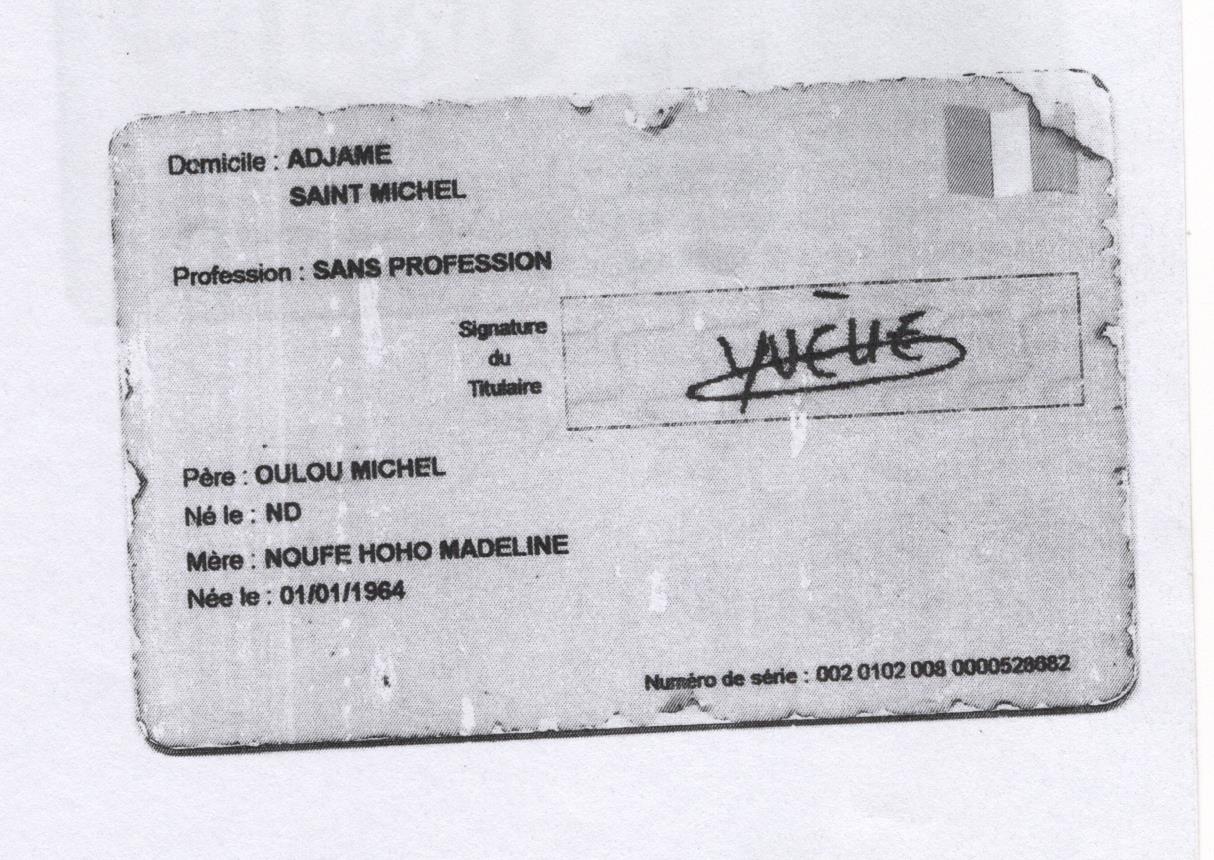 Domicile : ADJAME
SAINT MICHEL
Profession : SANS PROFESSION
Signature
du
Titulaire
Père : OULOU MICHEL
Né le : ND
Mère : NOUFE HOHO MADELINE
Née le : 01/01/1964
Numéro de série : 002 0102 008 0000528682